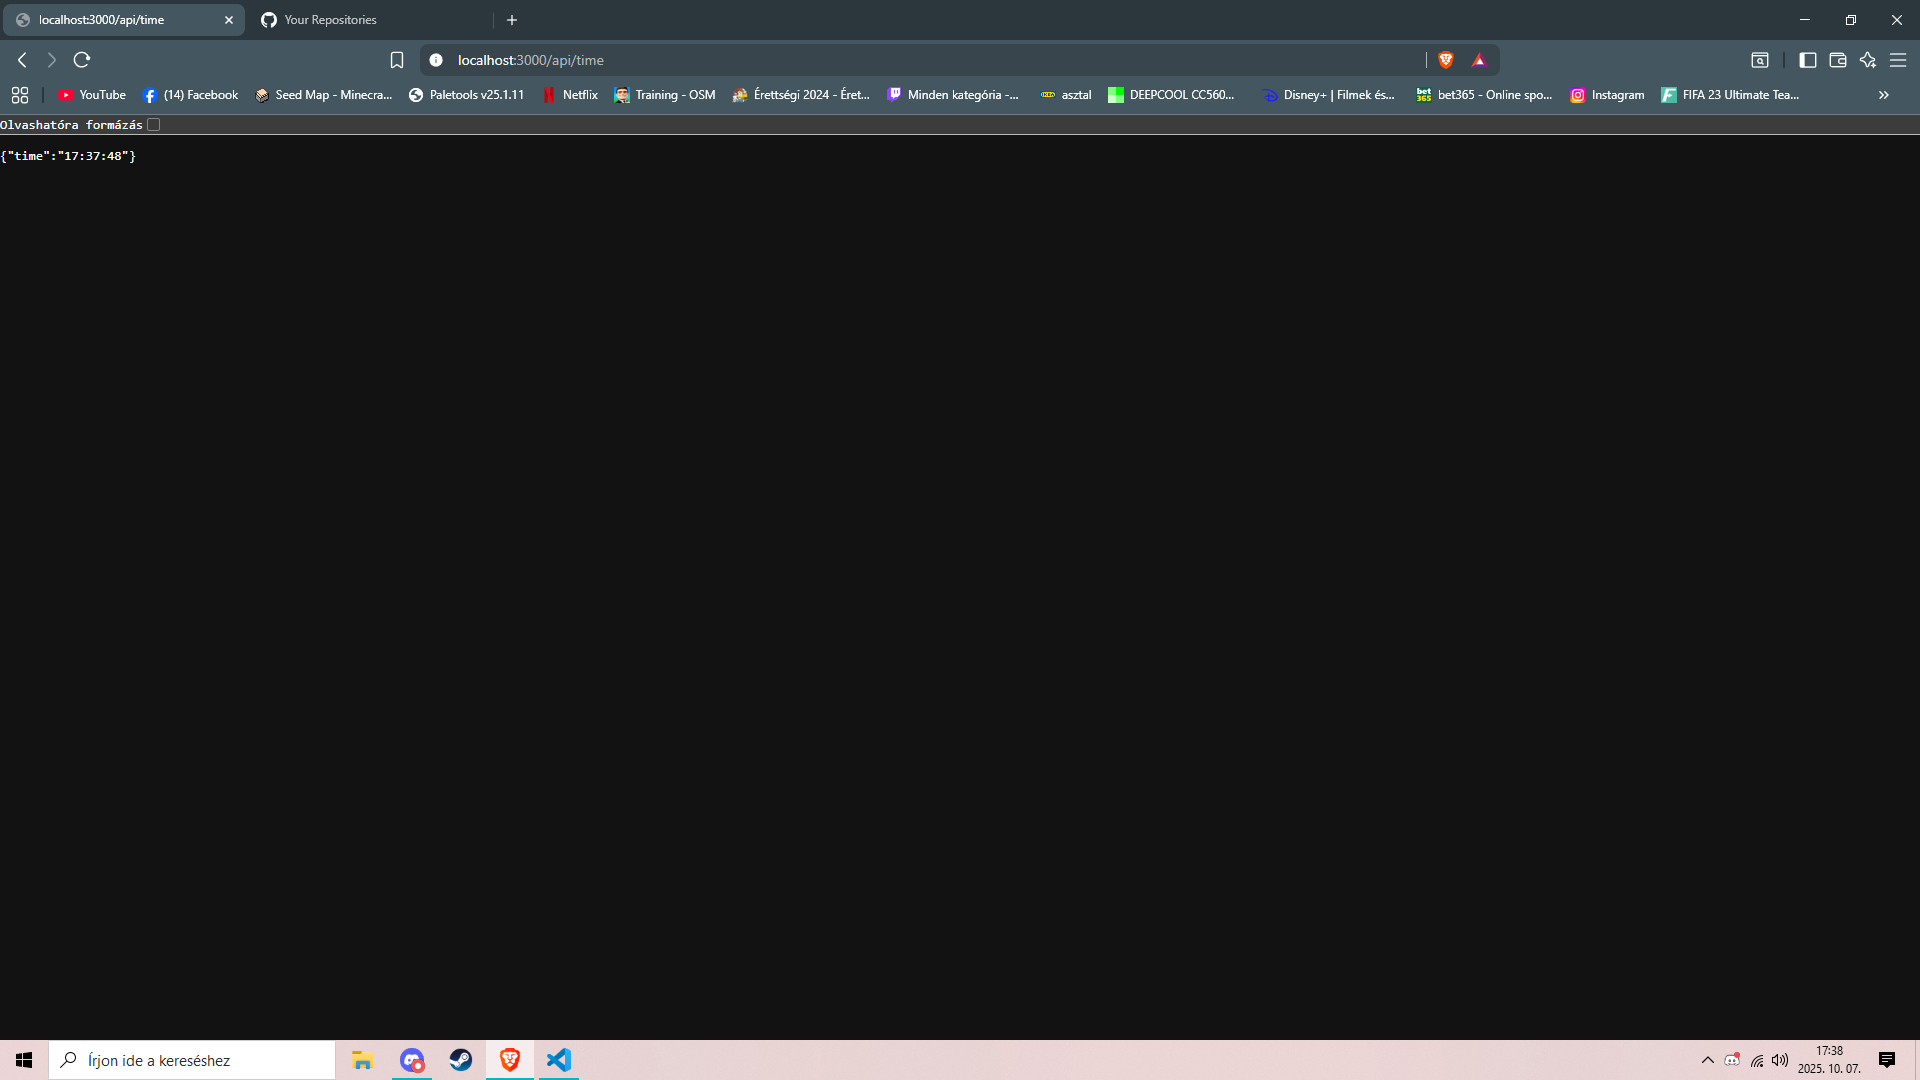 localhost:3000/api/time
Your Repositories
localhost:3000/api/time
YouTube
(14) Facebook
Seed Map - Minecra...
Paletools v25.1.11
Netflix
Training - OSM
Érettségi 2024 - Éret...
Minden kategória -...
asztal
DEEPCOOL CC560...
Disney+ | Filmek és...
bet365 - Online spo...
Instagram
FIFA 23 Ultimate Tea...
Olvashatóra formázás
{"time":"17:37:48"}
Írjon ide a kereséshez
17:38
2025. 10. 07.